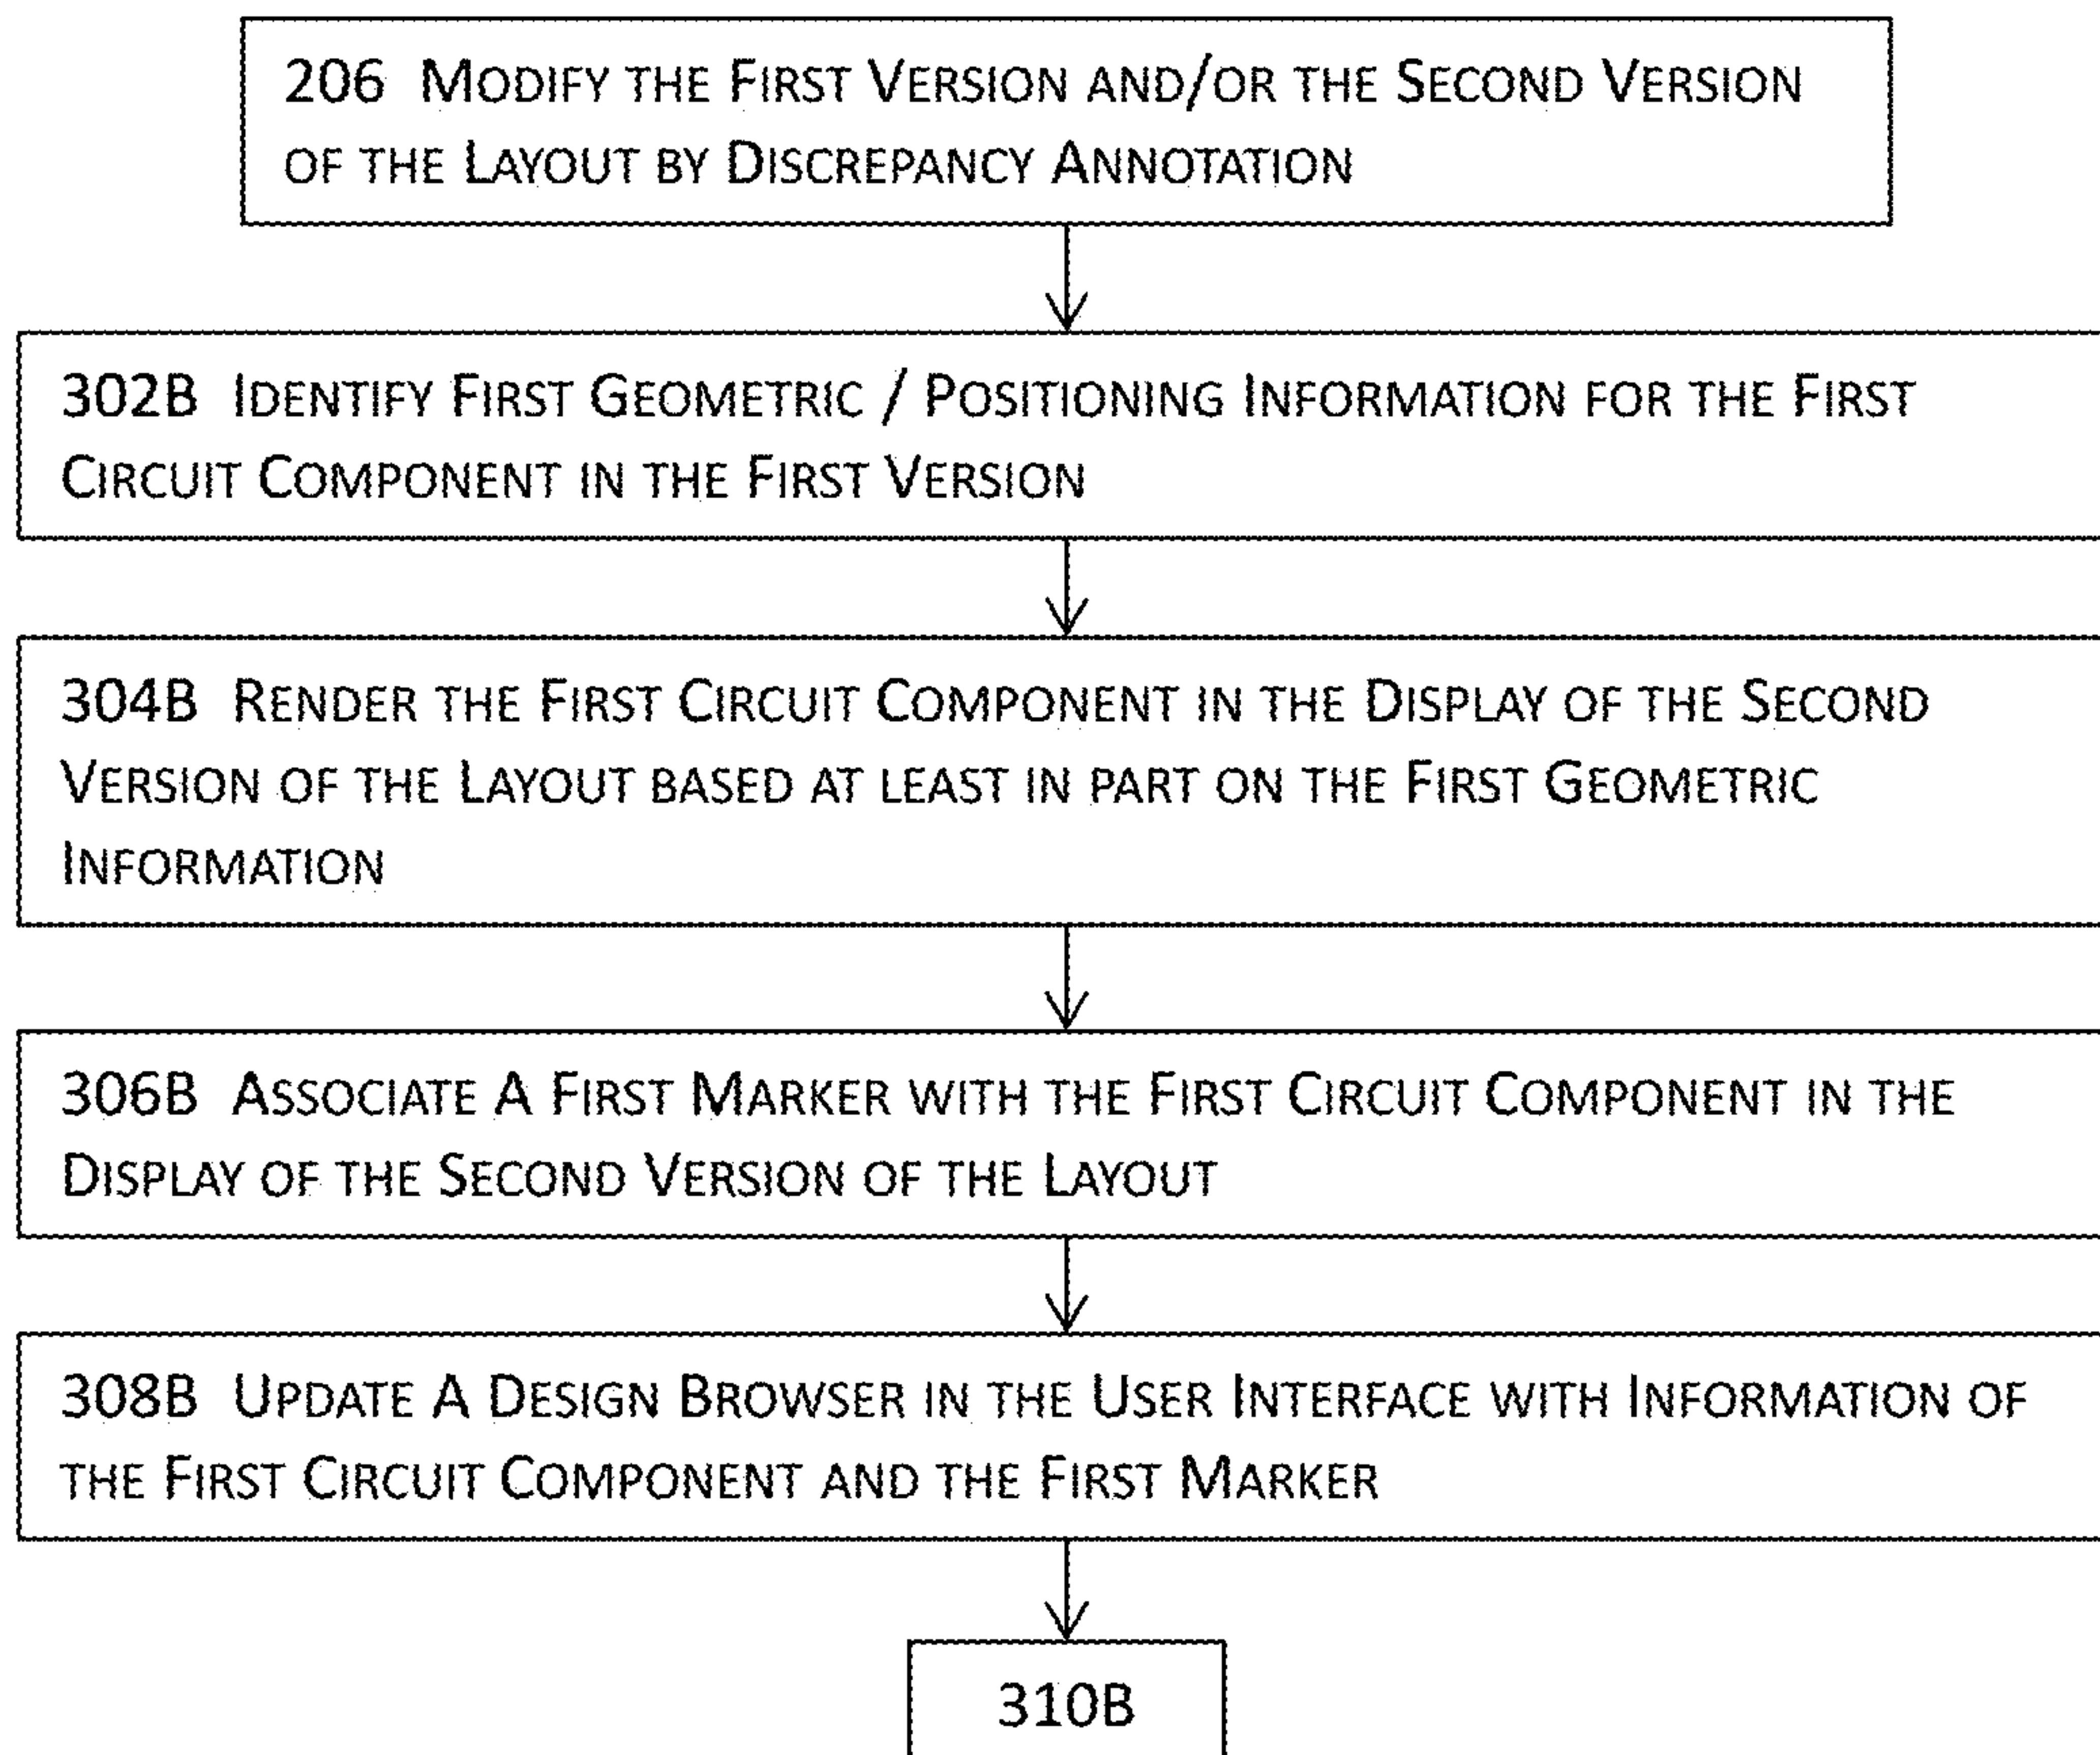 206 Modify the First Version and/or the Second Version
of the Layout by Discrepancy Annotation
302B Identify First Geometric / Positioning Information for the First
Circuit Component in the First Version
304B Render the First Circuit Component in the Display of the Second
Version of the Layout based at least in part on the First Geometric
Information
306B Associate A First Marker with the First Circuit Component in the
Display of the Second Version of the Layout
308B Update A Design Browser in the User Interface with Information of
the First Circuit Component and the First Marker
310B